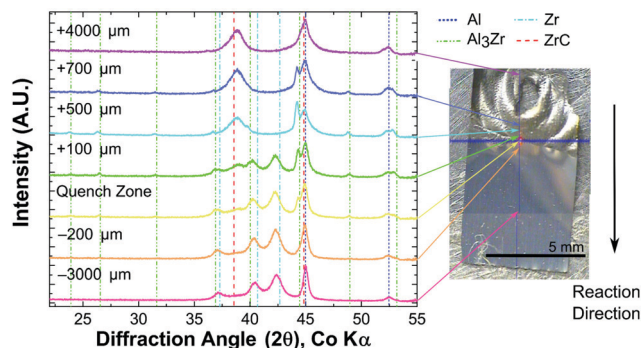 Al
Zr
Al₃Zr
ZrC
+4000 µm
+700 µm
+500 µm
+100 µm
Quench Zone
−200 µm
−3000 µm
Intensity (A.U.)
25 30 35 40 45 50 55
Diffraction Angle (2θ), Co Kα
5 mm
Reaction
Direction